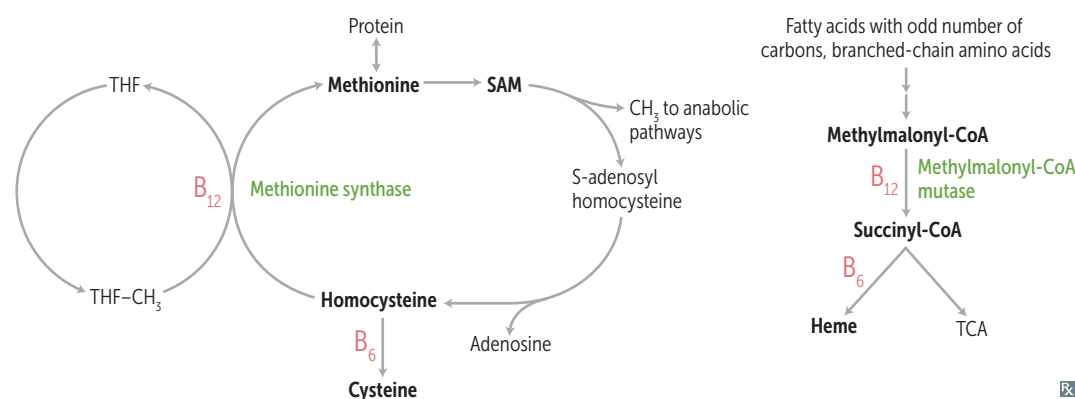 Protein
THF
Methionine
SAM
CH₃ to anabolic
pathways
B₁₂
Methionine synthase
S-adenosyl
homocysteine
THF–CH₃
Homocysteine
B₆
Adenosine
Cysteine
Fatty acids with odd number of
carbons, branched-chain amino acids
Methylmalonyl-CoA
B₁₂
Methylmalonyl-CoA
mutase
Succinyl-CoA
B₆
Heme
TCA
Rx